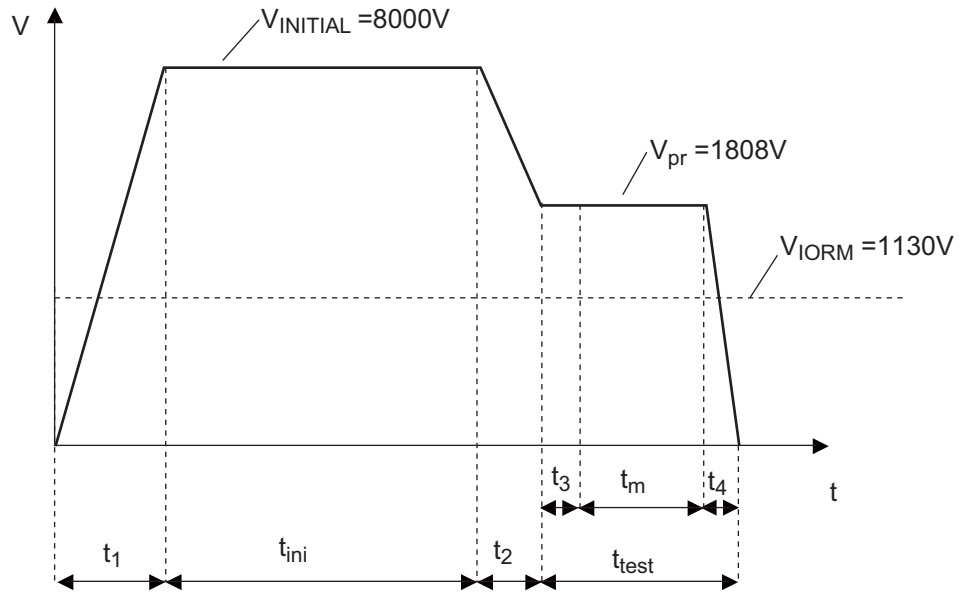 V
V_INITIAL =8000V
V_pr =1808V
V_IORM =1130V
t_3
t_m
t_4
t
t_1
t_ini
t_2
t_test